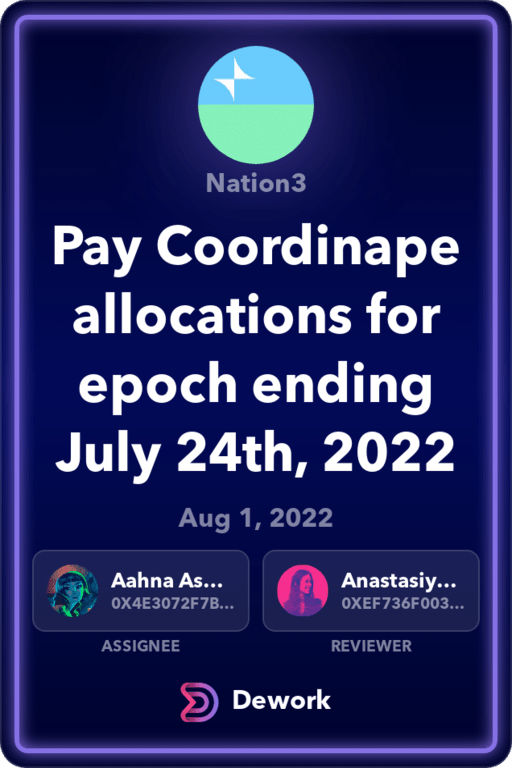 Nation3
Pay Coordinape
allocations for
epoch ending
July 24th, 2022
Aug 1, 2022
Aahna As...
0X4E3072F7B...
ASSIGNEE
Anastasiy...
0XEF736F003...
REVIEWER
Dework